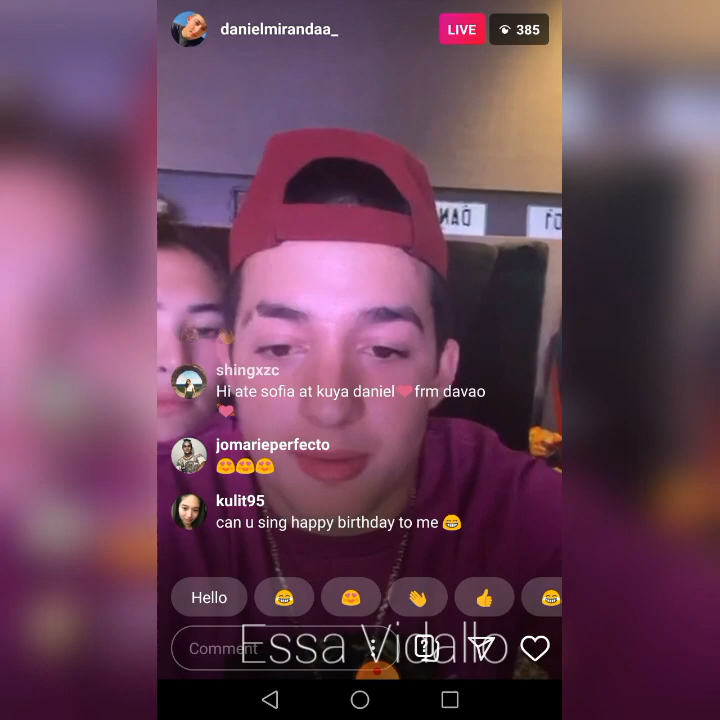 danielmirandaa_
LIVE
385
DAN
shingxzc
Hi ate sofia at kuya daniel❤️frm davao
💓
jomarieperfecto
😍😍😍
kulit95
can u sing happy birthday to me 😂
Hello 😂 😍 👋 👍 😂
Comment
Essa Vidallo